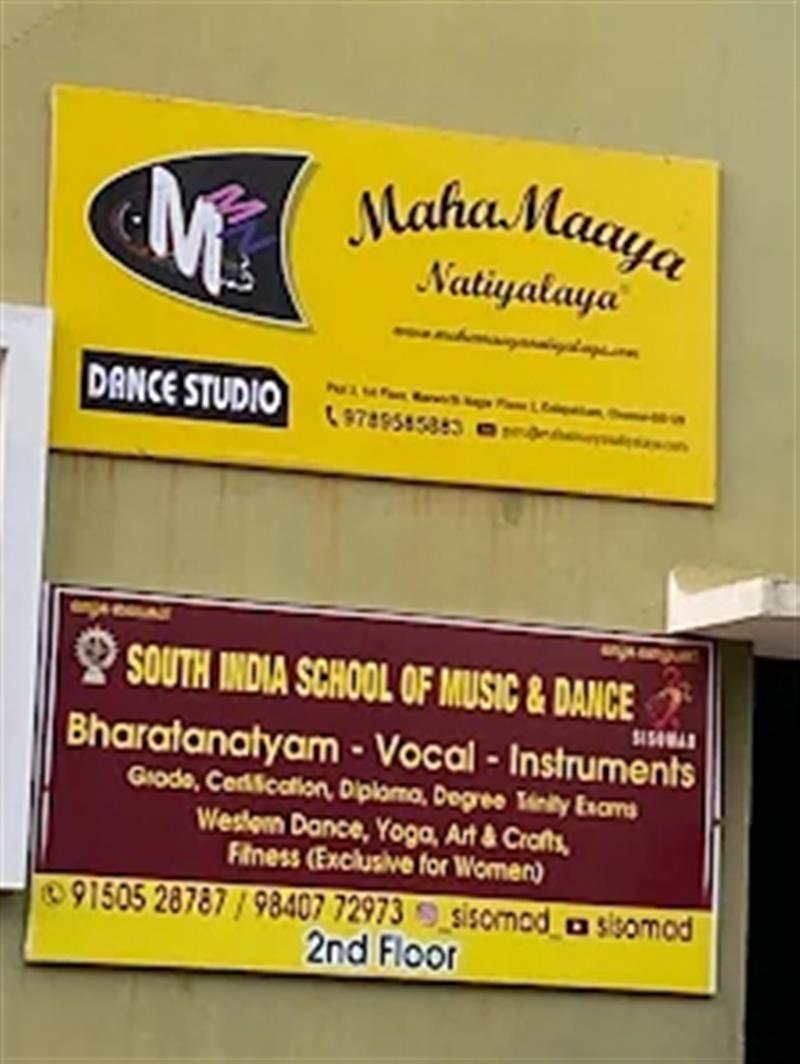 MM
MahaMaaya
Natiyalaya
DANCE STUDIO
9789585883
SOUTH INDIA SCHOOL OF MUSIC & DANCE
SISOMAD
Bharatanatyam - Vocal - Instruments
Grade, Certification, Diploma, Degree Trinity Exams
Western Dance, Yoga, Art & Crafts,
Fitness (Exclusive for Women)
91505 28787 / 98407 72973 _sisomad_ sisomad
2nd Floor